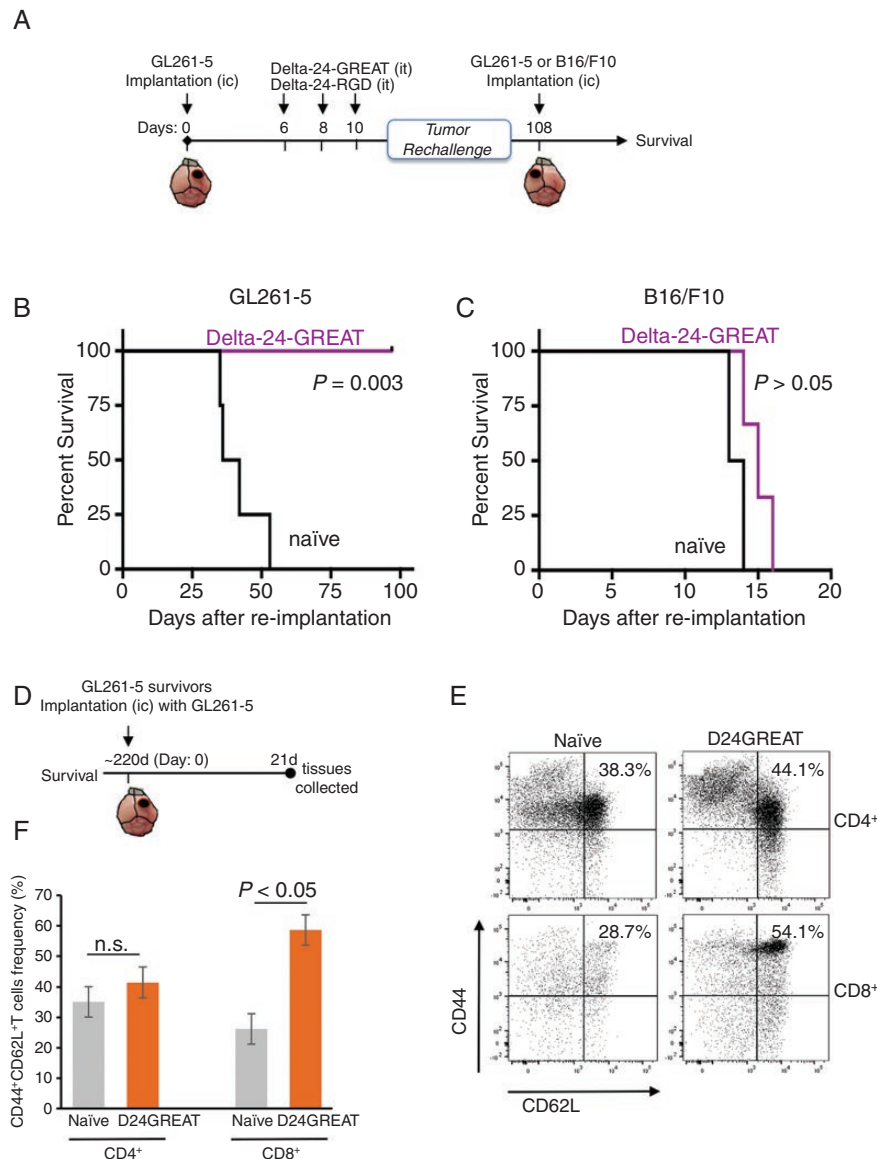 A
GL261-5
Implantation (ic)
Delta-24-GREAT (it)
Delta-24-RGD (it)
GL261-5 or B16/F10
Implantation (ic)
Days: 0
6
8
10
Tumor
Rechallenge
108
Survival
B
GL261-5
Delta-24-GREAT
P = 0.003
naïve
Percent Survival
100
75
50
25
0
0 25 50 75 100
Days after re-implantation
C
B16/F10
Delta-24-GREAT
P > 0.05
naïve
Percent Survival
100
75
50
25
0
0 5 10 15 20
Days after re-implantation
D
GL261-5 survivors
Implantation (ic) with GL261-5
~220d (Day: 0)
21d
Survival
tissues
collected
E
Naïve
D24GREAT
38.3%
44.1%
CD4⁺
28.7%
54.1%
CD8⁺
CD44
CD62L
F
CD44⁺CD62L⁺T cells frequency (%)
70
60
50
40
30
20
10
0
n.s.
P < 0.05
Naïve D24GREAT
Naïve D24GREAT
CD4⁺
CD8⁺